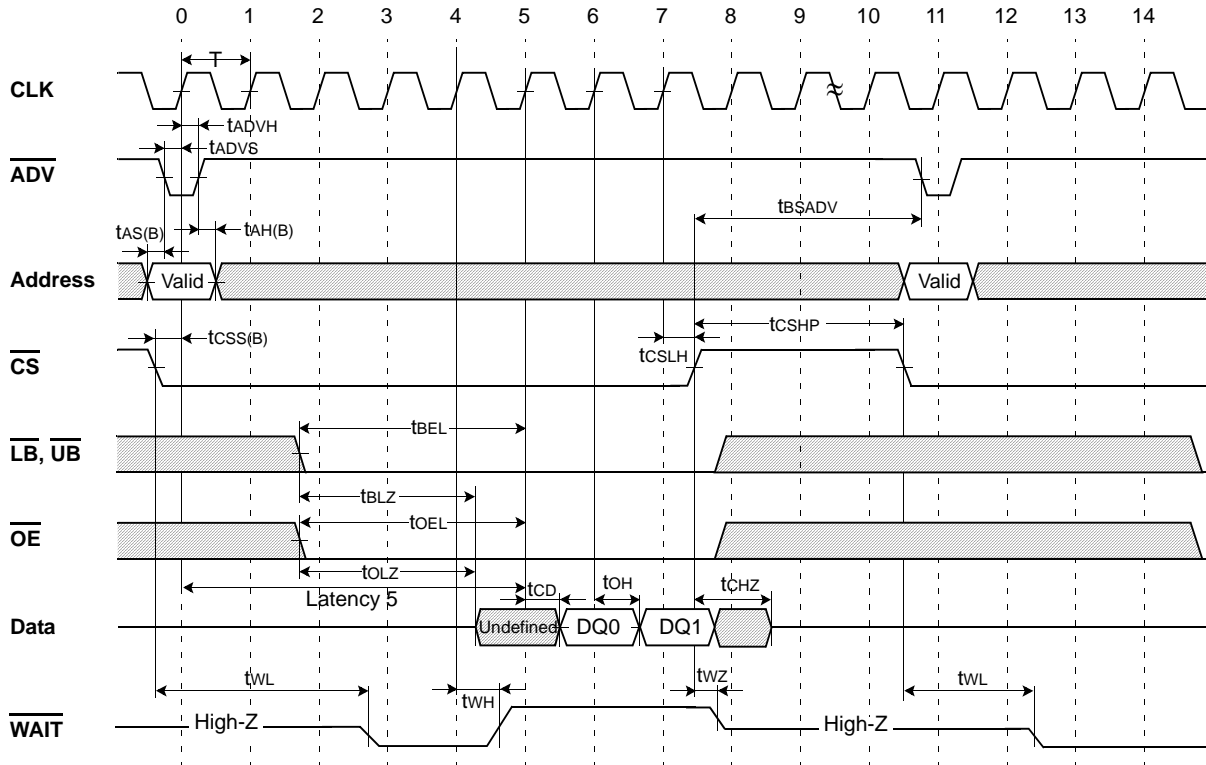 0 1 2 3 4 5 6 7 8 9 10 11 12 13 14
T
CLK
tADVH
tADVS
ADV
tBSADV
tAS(B)
tAH(B)
Address
Valid
Valid
tCSS(B)
tCSHP
tCSLH
CS
tBEL
LB, UB
tBLZ
tOEL
OE
tOLZ
tCD
tOH
tCHZ
Latency 5
Data
Undefined
DQ0
DQ1
tWL
tWH
tWZ
tWL
WAIT
High-Z
High-Z